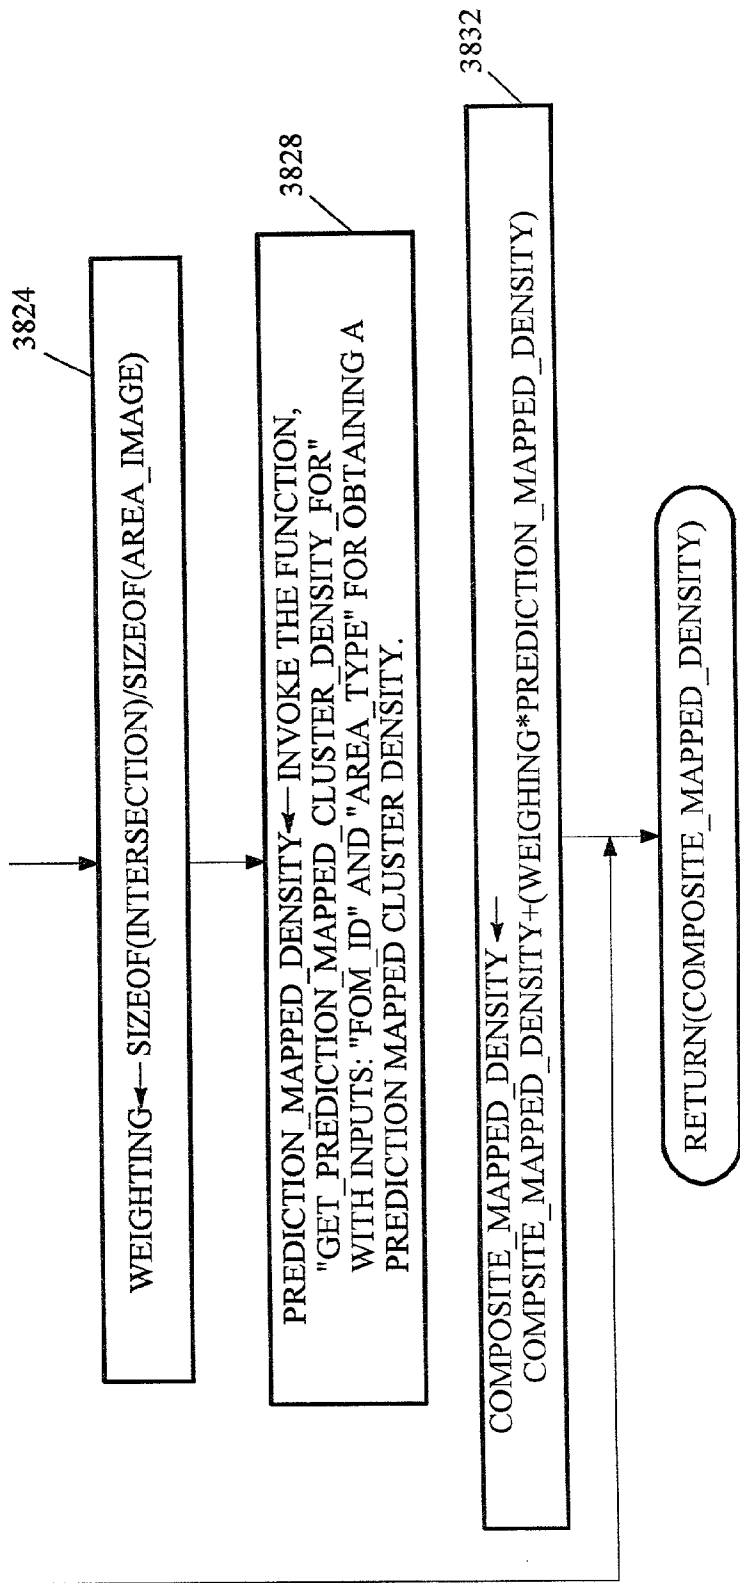 3824
WEIGHTING ← SIZEOF(INTERSECTION)/SIZEOF(AREA_IMAGE)
3828
PREDICTION_MAPPED_DENSITY ← INVOKE THE FUNCTION,
"GET_PREDICTION_MAPPED_CLUSTER_DENSITY_FOR"
WITH INPUTS: "FOM_ID" AND "AREA_TYPE" FOR OBTAINING A
PREDICTION MAPPED CLUSTER DENSITY.
3832
COMPOSITE_MAPPED_DENSITY ←
COMPSITE_MAPPED_DENSITY+(WEIGHING*PREDICTION_MAPPED_DENSITY)
RETURN(COMPOSITE_MAPPED_DENSITY)